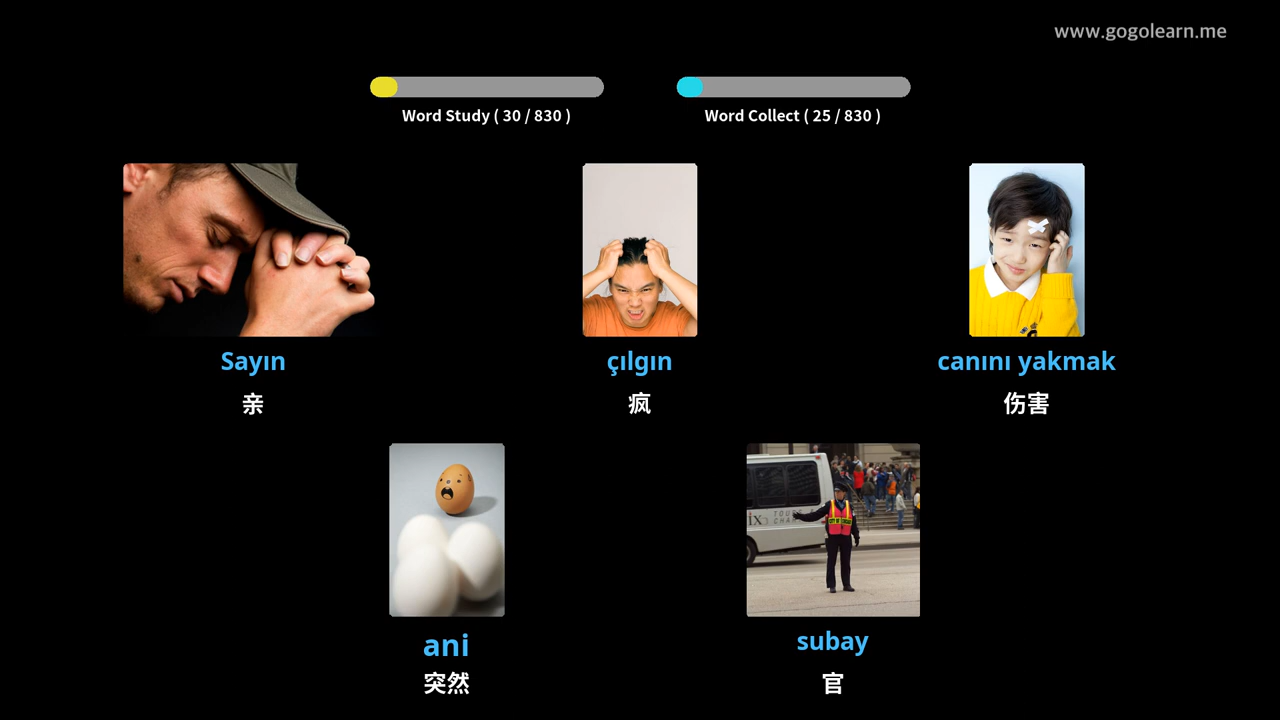 www.gogolearn.me
Word Study ( 30 / 830 )
Word Collect ( 25 / 830 )
Sayın
çılgın
canını yakmak
亲
疯
伤害
ani
subay
突然
官